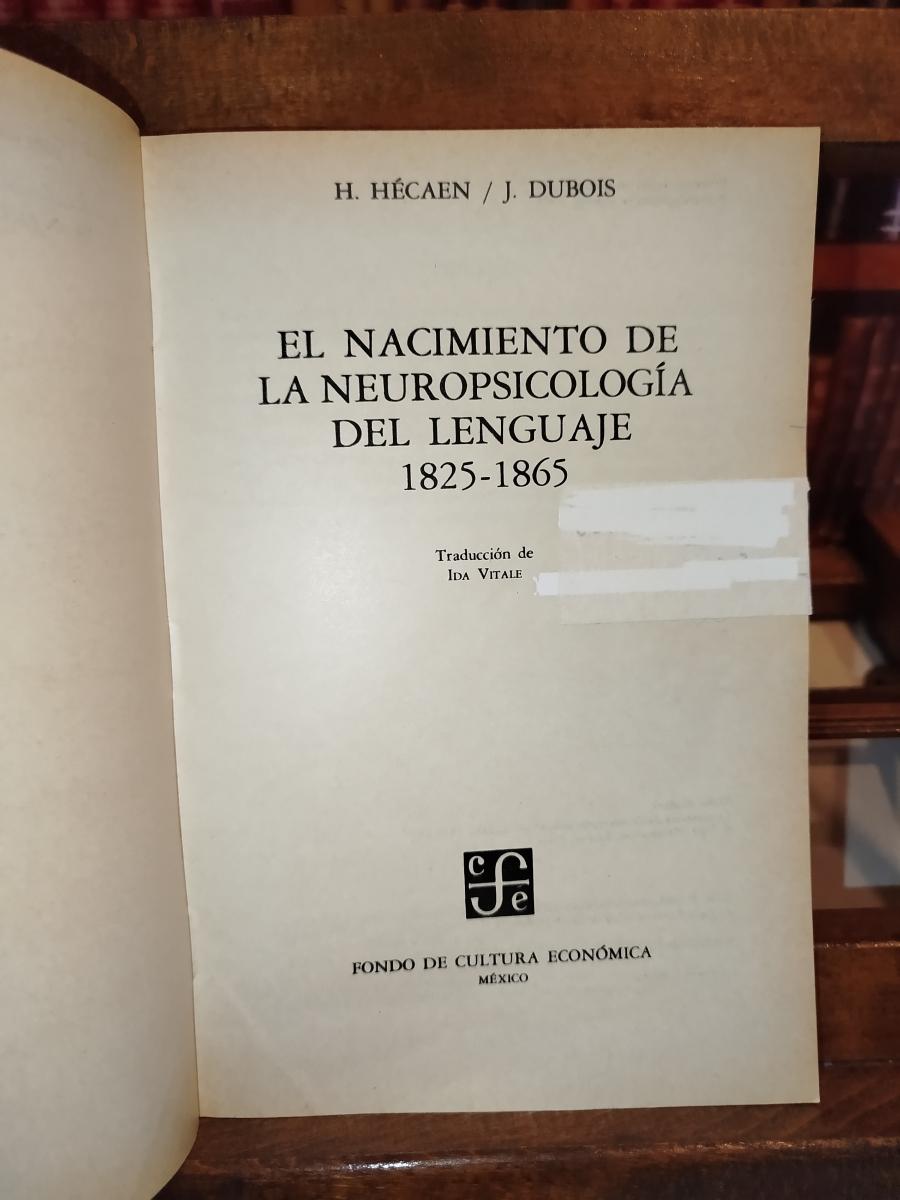 H. HÉCAEN / J. DUBOIS
EL NACIMIENTO DE
LA NEUROPSICOLOGÍA
DEL LENGUAJE
1825-1865
Traducción de
IDA VITALE
c f e
FONDO DE CULTURA ECONÓMICA
MÉXICO